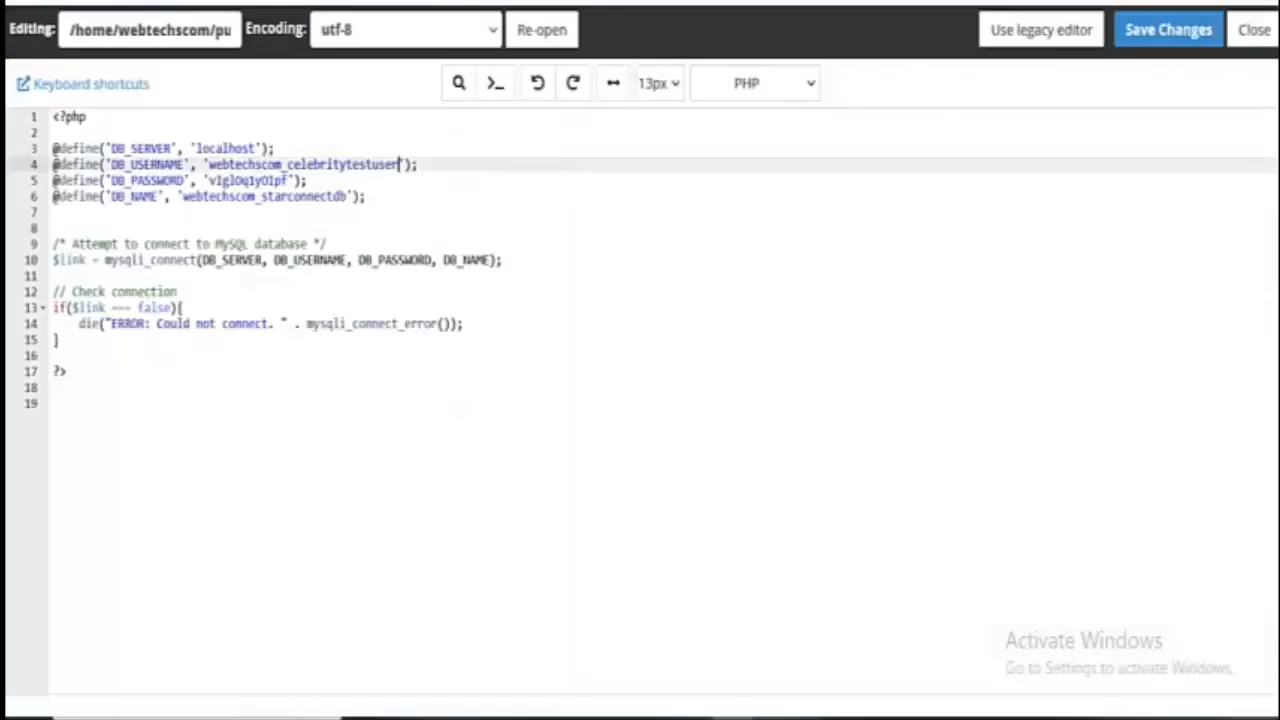 Editing: /home/webtechscom/pu Encoding: utf-8 Re-open Use legacy editor Save Changes Close
Keyboard shortcuts >_ 13px PHP
1 <?php
2
3 @define('DB_SERVER', 'localhost');
4 @define('DB_USERNAME', 'webtechscom_celebritytestuser');
5 @define('DB_PASSWORD', );
6 @define('DB_NAME', 'webtechscom_starconnectdb');
7
8
9 /* Attempt to connect to MySQL database */
10 $link = mysqli_connect(DB_SERVER, DB_USERNAME, DB_PASSWORD, DB_NAME);
11
12 // Check connection
13 if($link === false){
14 die("ERROR: Could not connect. " . mysqli_connect_error());
15 }
16
17 ?>
18
19
Activate Windows
Go to Settings to activate Windows.